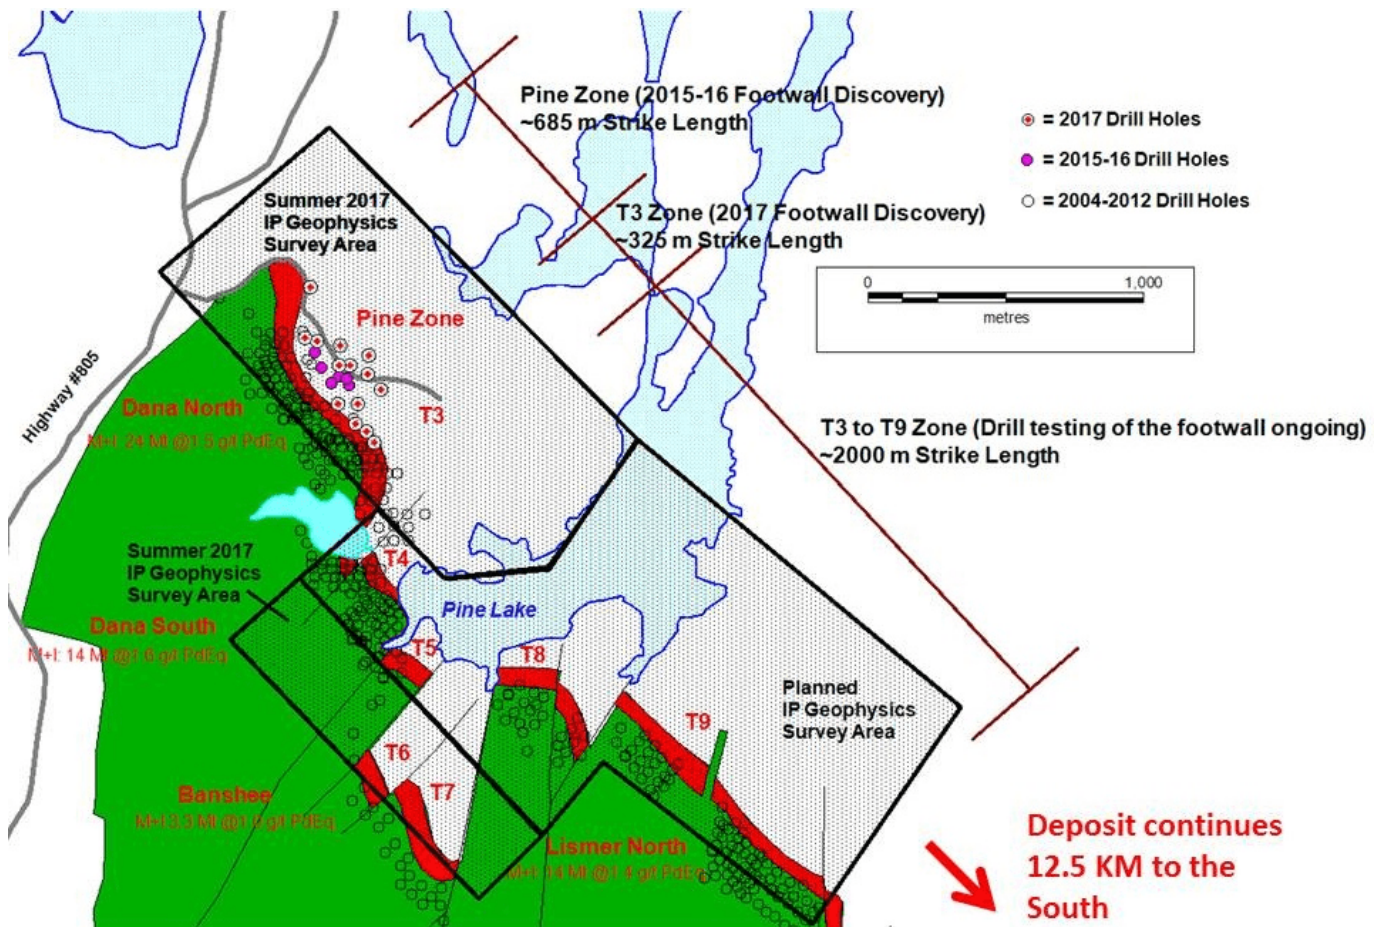 Pine Zone (2015-16 Footwall Discovery)
~685 m Strike Length
= 2017 Drill Holes
= 2015-16 Drill Holes
= 2004-2012 Drill Holes
Summer 2017
IP Geophysics
Survey Area
T3 Zone (2017 Footwall Discovery)
~325 m Strike Length
0 1,000
metres
Pine Zone
Highway #805
Dana North
M+I: 24 Mt @1.5 g/t PdEq
T3
T3 to T9 Zone (Drill testing of the footwall ongoing)
~2000 m Strike Length
Summer 2017
IP Geophysics
Survey Area
T4
Pine Lake
Dana South
M+I: 14 Mt @1.6 g/t PdEq
T5
T8
Planned
IP Geophysics
Survey Area
T9
T6
T7
Banshee
PdEq
Lismer North
M+I: 14 Mt @1.4 g/t PdEq
Deposit continues
12.5 KM to the
South